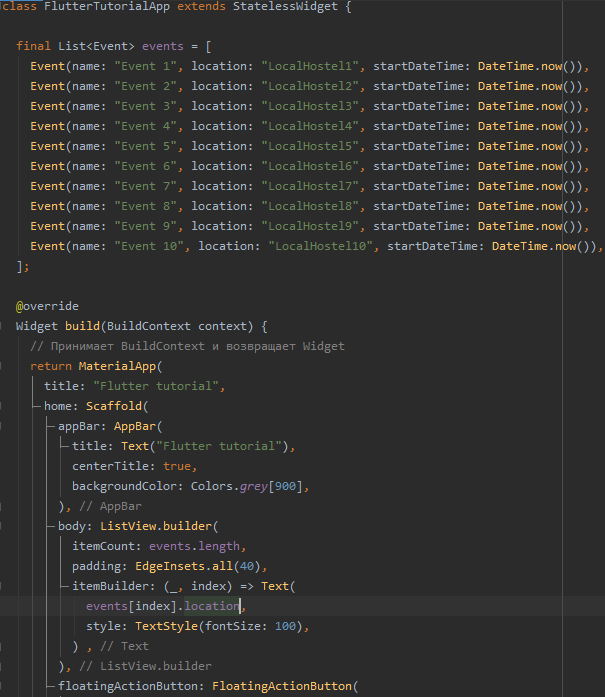 class FlutterTutorialApp extends StatelessWidget {
final List<Event> events = [
Event(name: "Event 1", location: "LocalHostel1", startDateTime: DateTime.now()),
Event(name: "Event 2", location: "LocalHostel2", startDateTime: DateTime.now()),
Event(name: "Event 3", location: "LocalHostel3", startDateTime: DateTime.now()),
Event(name: "Event 4", location: "LocalHostel4", startDateTime: DateTime.now()),
Event(name: "Event 5", location: "LocalHostel5", startDateTime: DateTime.now()),
Event(name: "Event 6", location: "LocalHostel6", startDateTime: DateTime.now()),
Event(name: "Event 7", location: "LocalHostel7", startDateTime: DateTime.now()),
Event(name: "Event 8", location: "LocalHostel8", startDateTime: DateTime.now()),
Event(name: "Event 9", location: "LocalHostel9", startDateTime: DateTime.now()),
Event(name: "Event 10", location: "LocalHostel10", startDateTime: DateTime.now()),
];
@override
Widget build(BuildContext context) {
// Принимает BuildContext и возвращает Widget
return MaterialApp(
title: "Flutter tutorial",
home: Scaffold(
appBar: AppBar(
title: Text("Flutter tutorial"),
centerTitle: true,
backgroundColor: Colors.grey[900],
), // AppBar
body: ListView.builder(
itemCount: events.length,
padding: EdgeInsets.all(40),
itemBuilder: (_, index) => Text(
events[index].location,
style: TextStyle(fontSize: 100),
) , // Text
), // ListView.builder
floatingActionButton: FloatingActionButton(